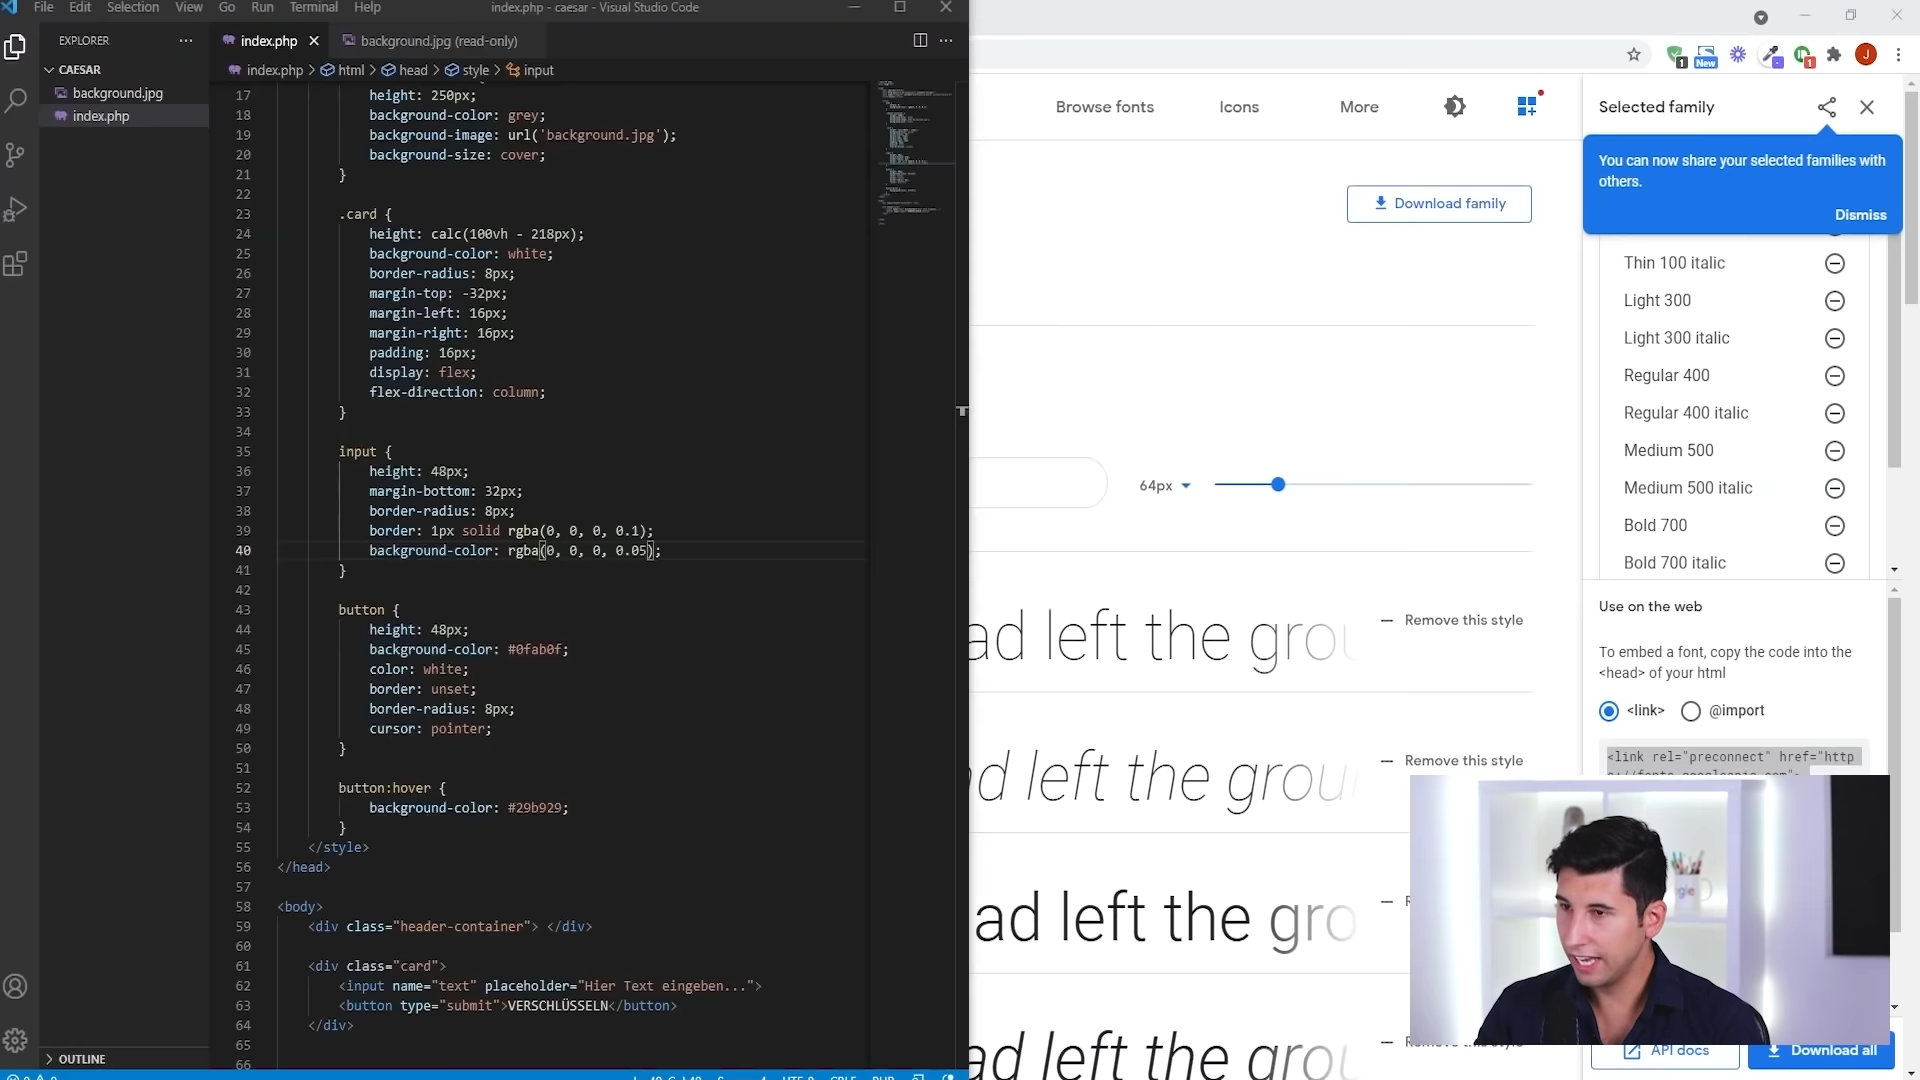 File Edit Selection View Go Run Terminal Help
index.php - caesar - Visual Studio Code
EXPLORER
CAESAR
background.jpg
index.php
index.php
background.jpg (read-only)
index.php > html > head > style > input
17 height: 250px;
18 background-color: grey;
19 background-image: url('background.jpg');
20 background-size: cover;
21 }
22
23 .card {
24 height: calc(100vh - 218px);
25 background-color: white;
26 border-radius: 8px;
27 margin-top: -32px;
28 margin-left: 16px;
29 margin-right: 16px;
30 padding: 16px;
31 display: flex;
32 flex-direction: column;
33 }
34
35 input {
36 height: 48px;
37 margin-bottom: 32px;
38 border-radius: 8px;
39 border: 1px solid rgba(0, 0, 0, 0.1);
40 background-color: rgba(0, 0, 0, 0.05);
41 }
42
43 button {
44 height: 48px;
45 background-color: #0fab0f;
46 color: white;
47 border: unset;
48 border-radius: 8px;
49 cursor: pointer;
50 }
51
52 button:hover {
53 background-color: #29b929;
54 }
55 </style>
56 </head>
57
58 <body>
59 <div class="header-container"> </div>
60
61 <div class="card">
62 <input name="text" placeholder="Hier Text eingeben...">
63 <button type="submit">VERSCHLÜSSELN</button>
64 </div>
65
66
OUTLINE
1
New
1
J
Browse fonts
Icons
More
Download family
64px
ad left the grou
Remove this style
d left the grour
Remove this style
ad left the gro
ad left the grou
Selected family
You can now share your selected families with
others.
Dismiss
Thin 100 italic
Light 300
Light 300 italic
Regular 400
Regular 400 italic
Medium 500
Medium 500 italic
Bold 700
Bold 700 italic
Use on the web
To embed a font, copy the code into the
<head> of your html
<link>
@import
<link rel="preconnect" href="http
API docs
Download all